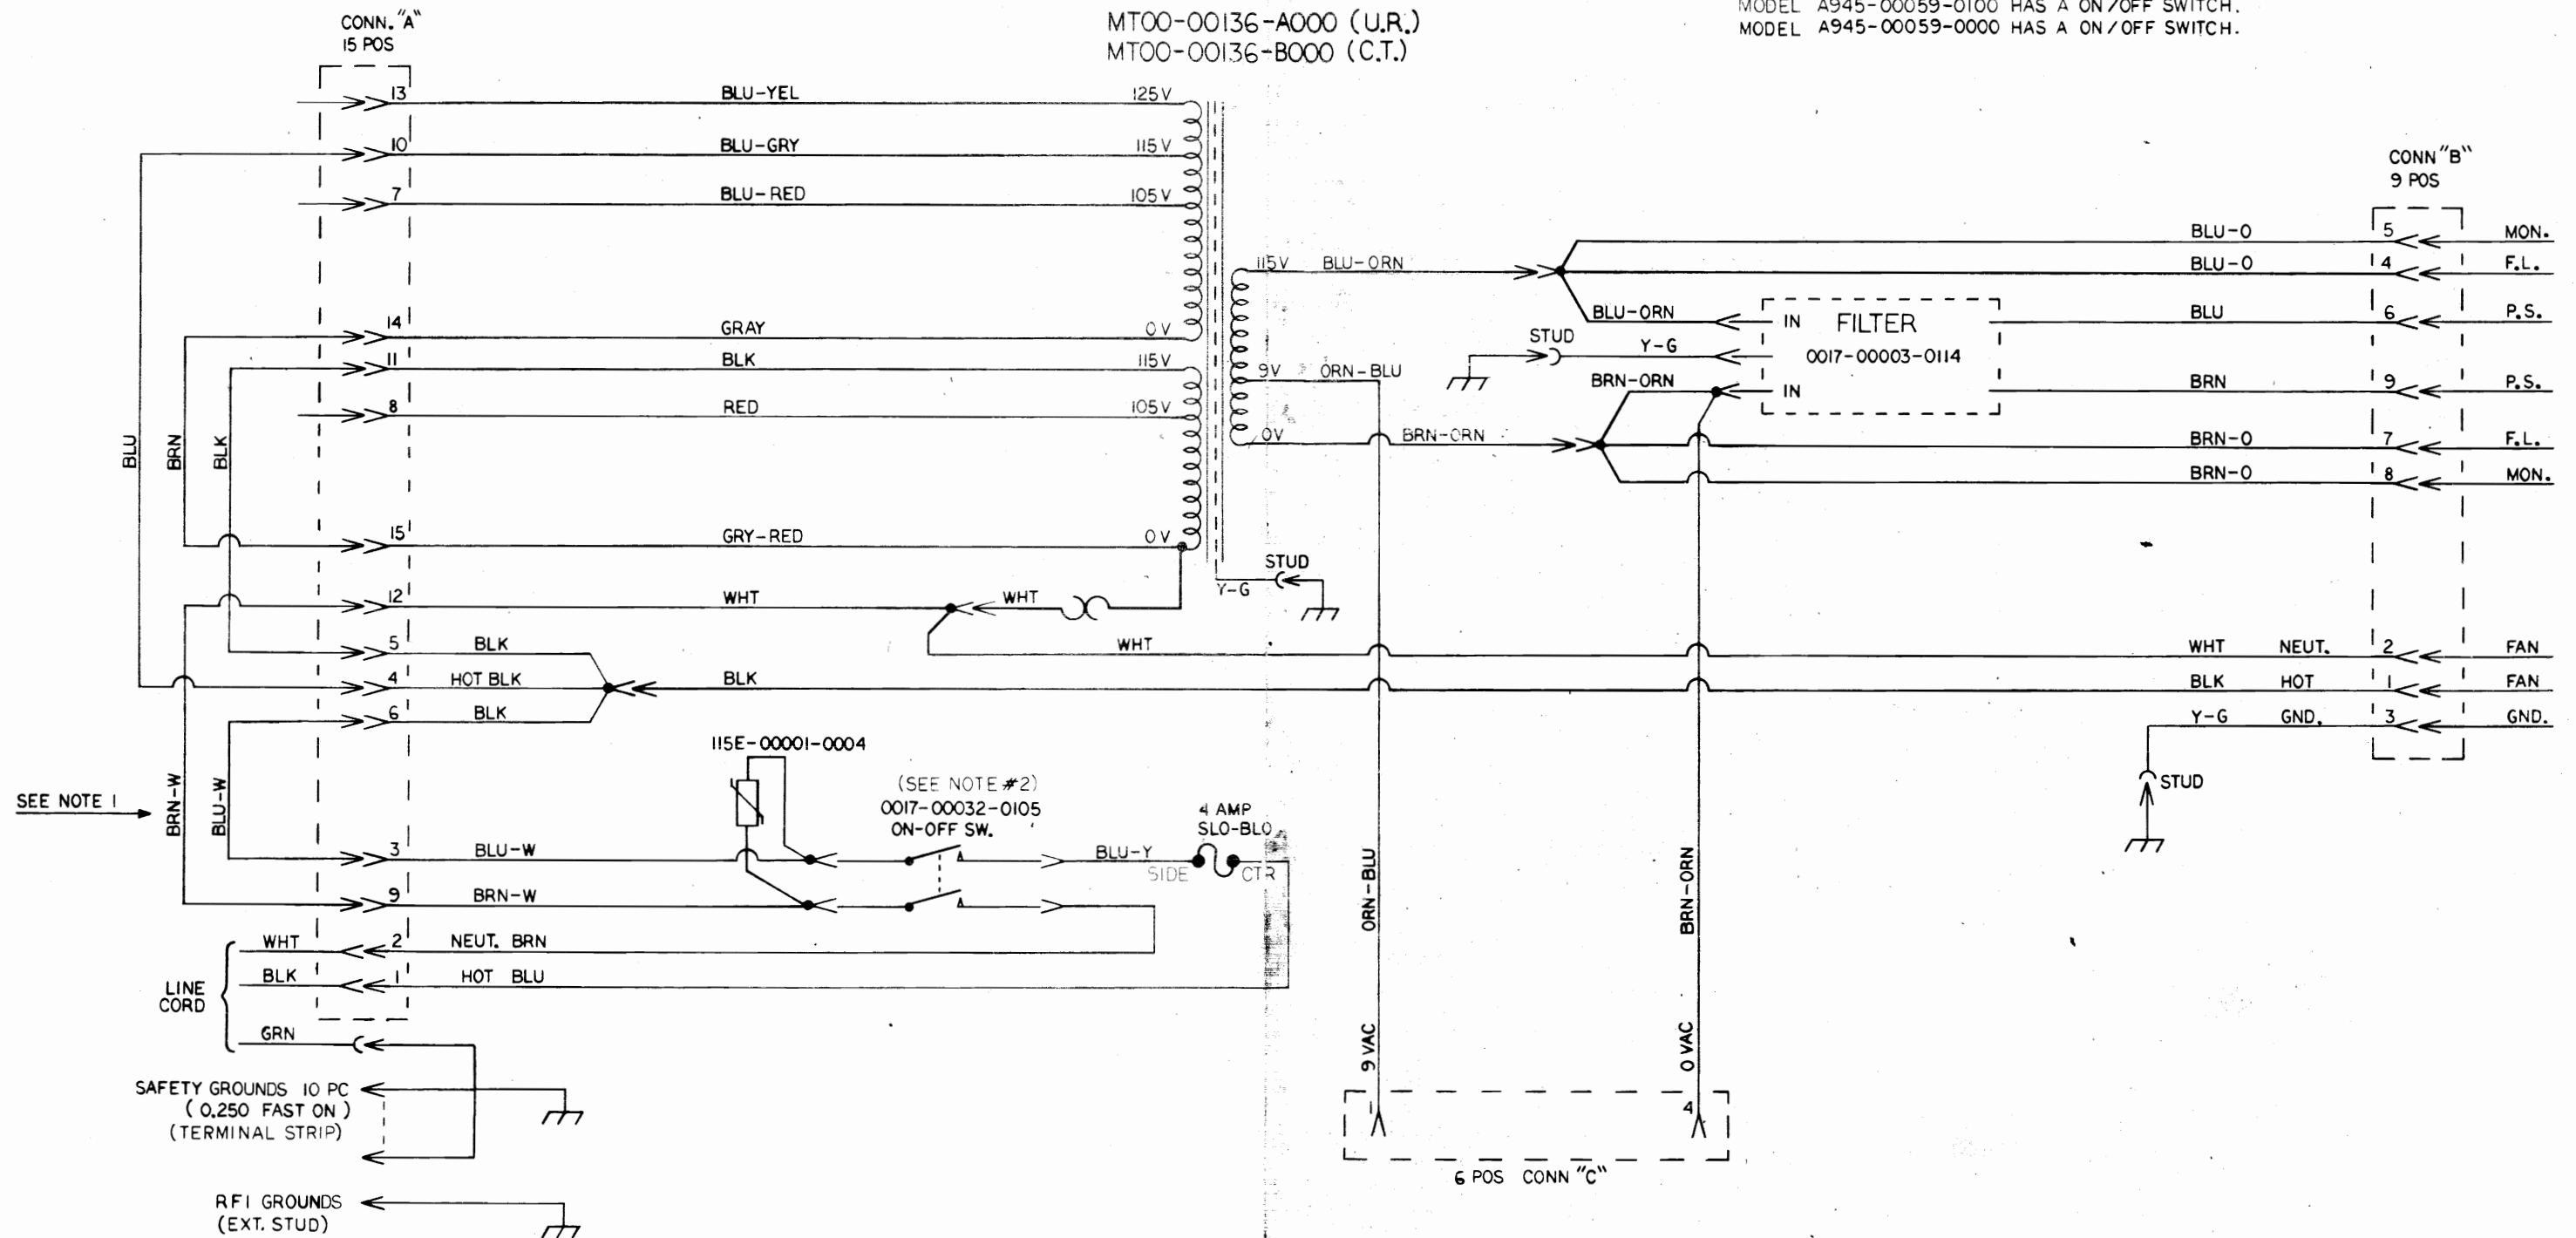 CONN. "A"
15 POS
MT00-00136-A000 (U.R.)
MT00-00136-B000 (C.T.)
MODEL A945-00059-0100 HAS A ON/OFF SWITCH.
MODEL A945-00059-0000 HAS A ON/OFF SWITCH.
13 BLU-YEL 125V
10 BLU-GRY 115V
7 BLU-RED 105V
14 GRAY 0V
11 BLK 115V
8 RED 105V
15 GRY-RED 0V
12 WHT WHT
WHT
5 BLK
4 HOT BLK BLK
6 BLK
BLU
BRN
BLK
SEE NOTE 1
BRN-W
BLU-W
115E-00001-0004
(SEE NOTE #2)
0017-00032-0105
ON-OFF SW.
4 AMP
SLO-BLO
3 BLU-W BLU-Y
SIDE CTR
9 BRN-W
WHT 2 NEUT. BRN
BLK 1 HOT BLU
LINE
CORD
GRN
SAFETY GROUNDS 10 PC
(0.250 FAST ON)
(TERMINAL STRIP)
RFI GROUNDS
(EXT. STUD)
STUD
Y-G
115V BLU-ORN
9V ORN-BLU
0V BRN-ORN
BLU-ORN
STUD
Y-G
BRN-ORN
IN FILTER
0017-00003-0114
IN
CONN "B"
9 POS
BLU-O 5 MON.
BLU-O 4 F.L.
BLU 6 P.S.
BRN 9 P.S.
BRN-O 7 F.L.
BRN-O 8 MON.
WHT NEUT. 2 FAN
BLK HOT 1 FAN
Y-G GND. 3 GND.
STUD
ORN-BLU
9 VAC
BRN-ORN
0 VAC
1
4
6 POS CONN "C"